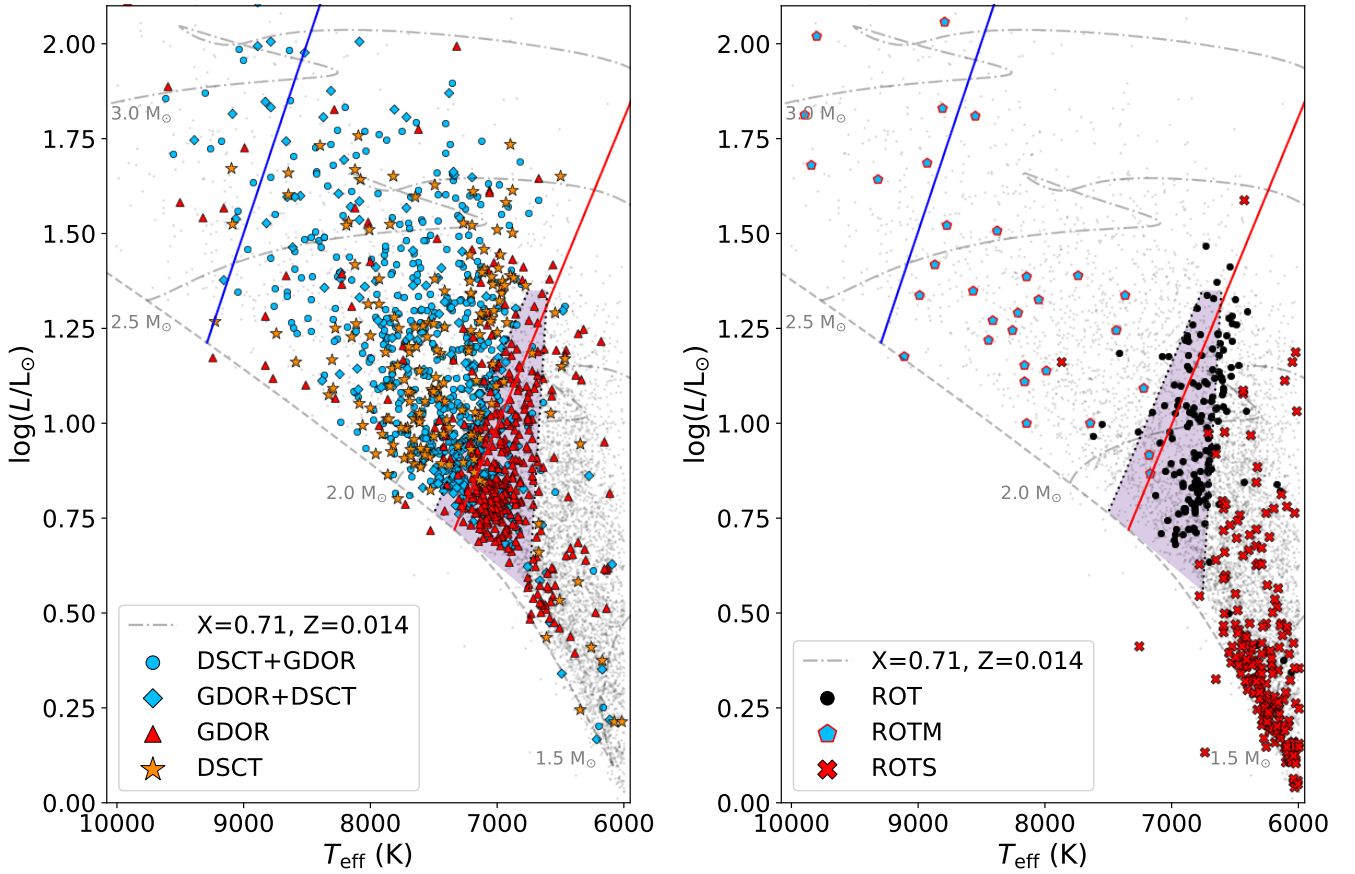 2.00
1.75
1.50
1.25
1.00
0.75
0.50
0.25
0.00
log(L/L☉)
3.0 M☉
2.5 M☉
2.0 M☉
1.5 M☉
X=0.71, Z=0.014
DSCT+GDOR
GDOR+DSCT
GDOR
DSCT
10000 9000 8000 7000 6000
Teff (K)
2.00
1.75
1.50
1.25
1.00
0.75
0.50
0.25
0.00
log(L/L☉)
3.0 M☉
2.5 M☉
2.0 M☉
1.5 M☉
X=0.71, Z=0.014
ROT
ROTM
ROTS
10000 9000 8000 7000 6000
Teff (K)